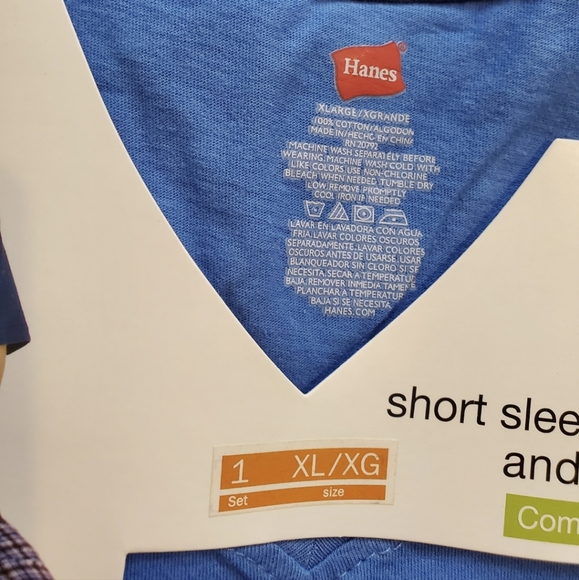 Hanes
XLARGE/XGRANDE
100% COTTON/ALGODON
MADE IN/HECHO EN CHINA
RN 20792
MACHINE WASH SEPARATELY BEFORE
WEARING. MACHINE WASH COLD WITH
LIKE COLORS. USE NON-CHLORINE
BLEACH WHEN NEEDED. TUMBLE DRY
LOW. REMOVE PROMPTLY
COOL IRON IF NEEDED
LAVAR EN LAVADORA CON AGUA
FRIA. LAVAR COLORES OSCUROS
SEPARADAMENTE. LAVAR COLORES
OSCUROS ANTES DE USARSE. USAR
BLANQUEADOR SIN CLORO, SI SE
NECESITA. SECAR A TEMPERATUR
BAJA. REMOVER INMEDIATAMEN
PLANCHAR A TEMPERATUR
BAJA SI SE NECESITA.
HANES.COM
short slee
and
1 XL/XG
Set size
Com